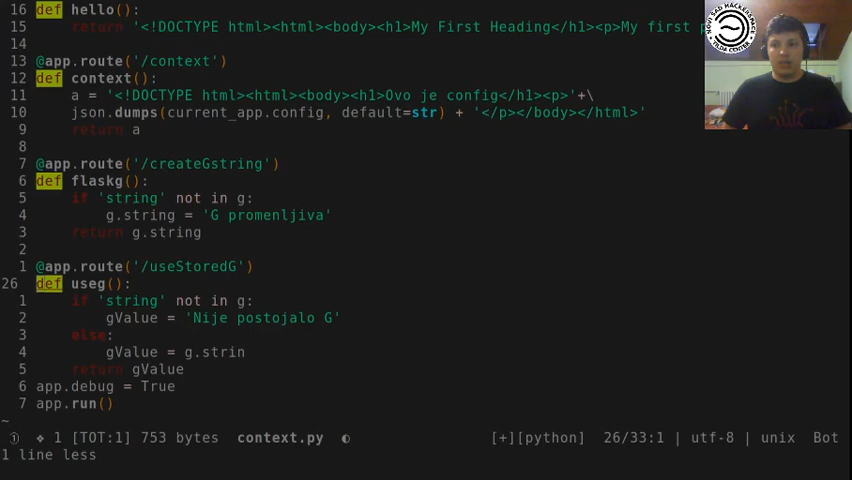 16 def hello():
15 return '<!DOCTYPE html><html><body><h1>My First Heading</h1><p>My first p
14
13 @app.route('/context')
12 def context():
11 a = '<!DOCTYPE html><html><body><h1>Ovo je config</h1><p>'+\
10 json.dumps(current_app.config, default=str) + '</p></body></html>'
9 return a
8
7 @app.route('/createGstring')
6 def flaskg():
5 if 'string' not in g:
4 g.string = 'G promenljiva'
3 return g.string
2
1 @app.route('/useStoredG')
26 def useg():
1 if 'string' not in g:
2 gValue = 'Nije postojalo G'
3 else:
4 gValue = g.strin
5 return gValue
6 app.debug = True
7 app.run()
~
① ❖ 1 [TOT:1] 753 bytes context.py ◐ [+][python] 26/33:1 | utf-8 | unix Bot
1 line less
NOVI SAD HACKERSPACE
TILDA CENTER